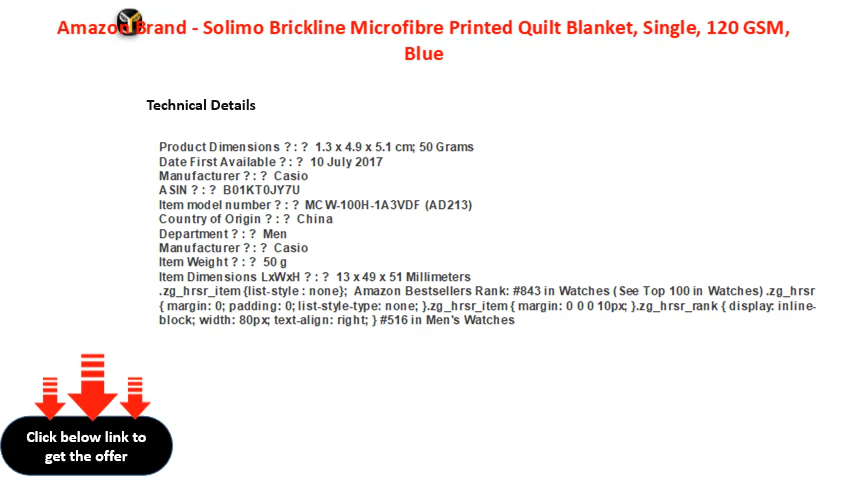 Amazon Brand - Solimo Brickline Microfibre Printed Quilt Blanket, Single, 120 GSM,
Blue
Technical Details
Product Dimensions ? : ? 1.3 x 4.9 x 5.1 cm; 50 Grams
Date First Available ? : ? 10 July 2017
Manufacturer ? : ? Casio
ASIN ? : ? B01KT0JY7U
Item model number ? : ? MCW-100H-1A3VDF (AD213)
Country of Origin ? : ? China
Department ? : ? Men
Manufacturer ? : ? Casio
Item Weight ? : ? 50 g
Item Dimensions LxWxH ? : ? 13 x 49 x 51 Millimeters
.zg_hrsr_item {list-style : none}; Amazon Bestsellers Rank: #843 in Watches (See Top 100 in Watches) .zg_hrsr
{ margin: 0; padding: 0; list-style-type: none; }.zg_hrsr_item { margin: 0 0 0 10px; }.zg_hrsr_rank { display: inline-
block; width: 80px; text-align: right; } #516 in Men's Watches
Click below link to
get the offer